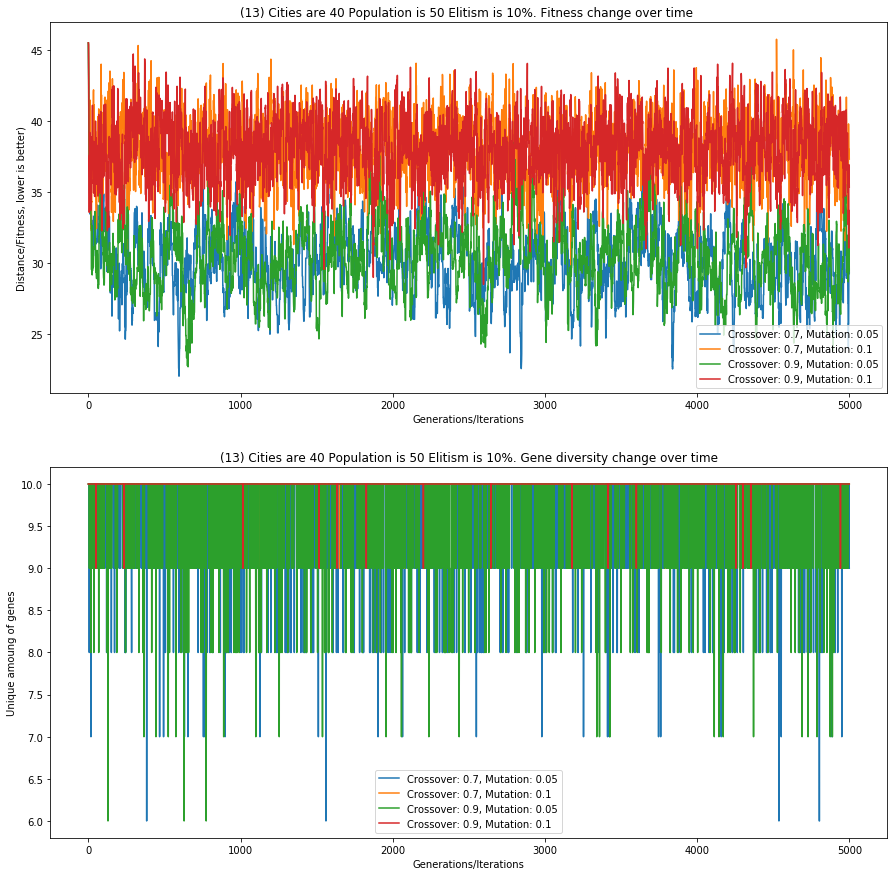 (13) Cities are 40 Population is 50 Elitism is 10%. Fitness change over time
Distance/Fitness, lower is better)
45
40
35
30
25
Crossover: 0.7, Mutation: 0.05
Crossover: 0.7, Mutation: 0.1
Crossover: 0.9, Mutation: 0.05
Crossover: 0.9, Mutation: 0.1
0 1000 2000 3000 4000 5000
Generations/Iterations
(13) Cities are 40 Population is 50 Elitism is 10%. Gene diversity change over time
Unique amoung of genes
10.0
9.5
9.0
8.5
8.0
7.5
7.0
6.5
6.0
Crossover: 0.7, Mutation: 0.05
Crossover: 0.7, Mutation: 0.1
Crossover: 0.9, Mutation: 0.05
Crossover: 0.9, Mutation: 0.1
0 1000 2000 3000 4000 5000
Generations/Iterations